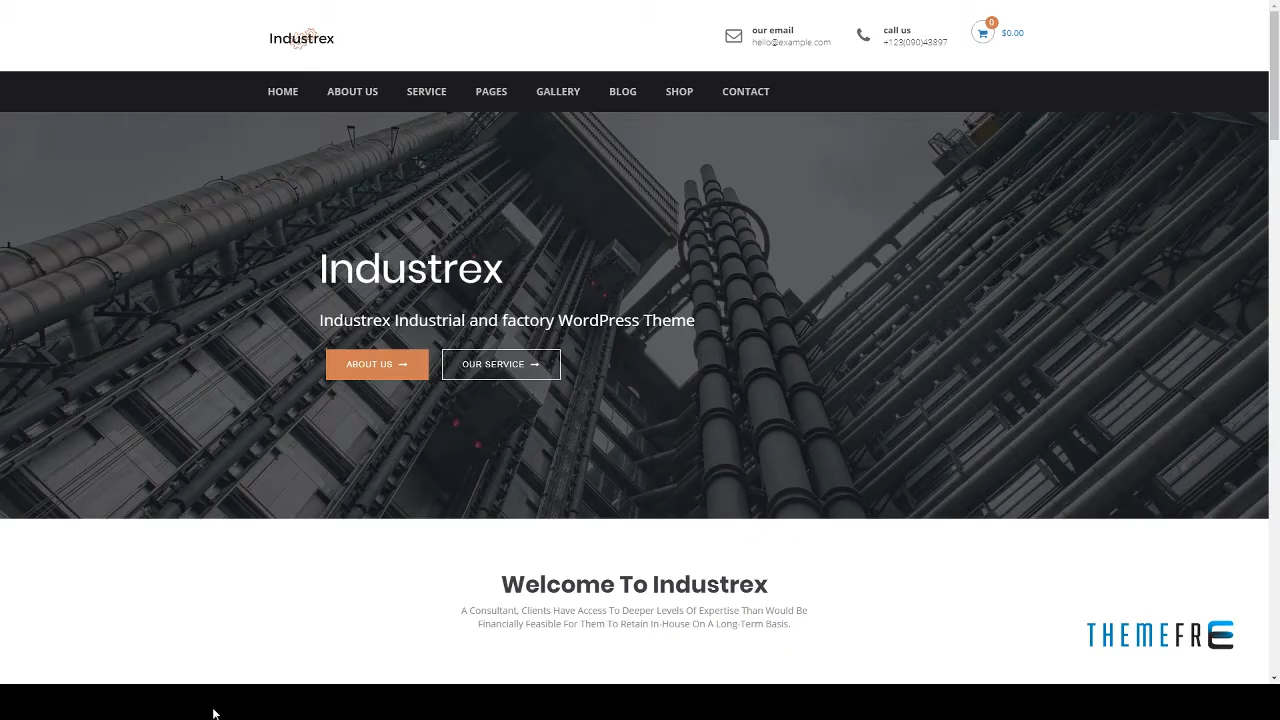 Industrex
our email
hello@example.com
call us
+123(090)43897
0
$0.00
HOME ABOUT US SERVICE PAGES GALLERY BLOG SHOP CONTACT
Industrex
Industrex Industrial and factory WordPress Theme
ABOUT US → OUR SERVICE →
Welcome To Industrex
A Consultant, Clients Have Access To Deeper Levels Of Expertise Than Would Be
Financially Feasible For Them To Retain In-House On A Long-Term Basis.
THEMEFRE